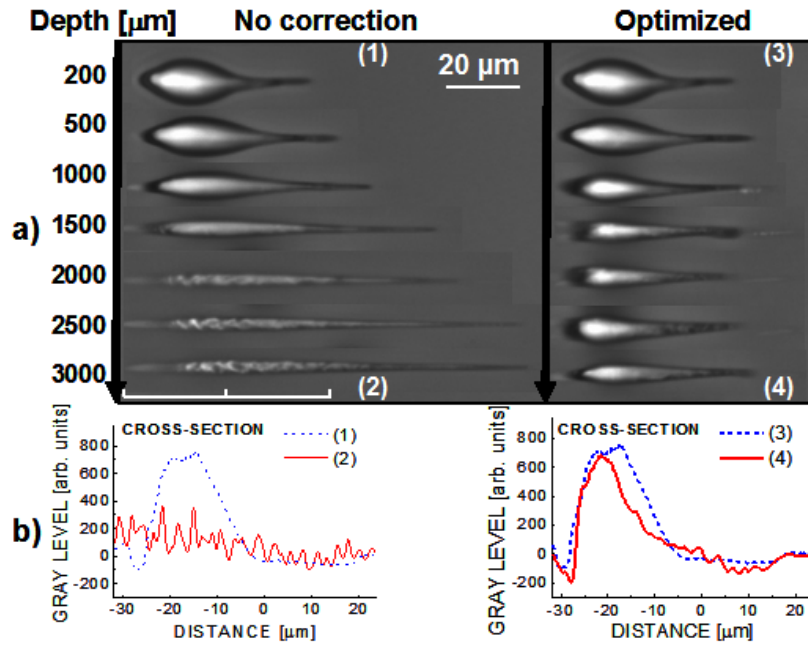 Depth [µm] No correction Optimized
(1) (3)
20 µm
200
500
1000
a) 1500
2000
2500
3000
(2) (4)
CROSS-SECTION (1)
(2)
GRAY LEVEL [arb. units]
800
600
400
200
0
-200
-30 -20 -10 0 10 20
DISTANCE [µm]
b)
CROSS-SECTION (3)
(4)
GRAY LEVEL [arb. units]
800
600
400
200
0
-200
-30 -20 -10 0 10 20
DISTANCE [µm]